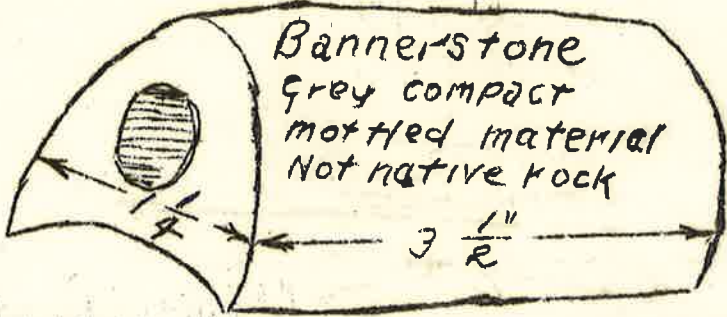 Bannerstone
Grey compact
mottled material
Not native rock
1 1/4
3 1/2"